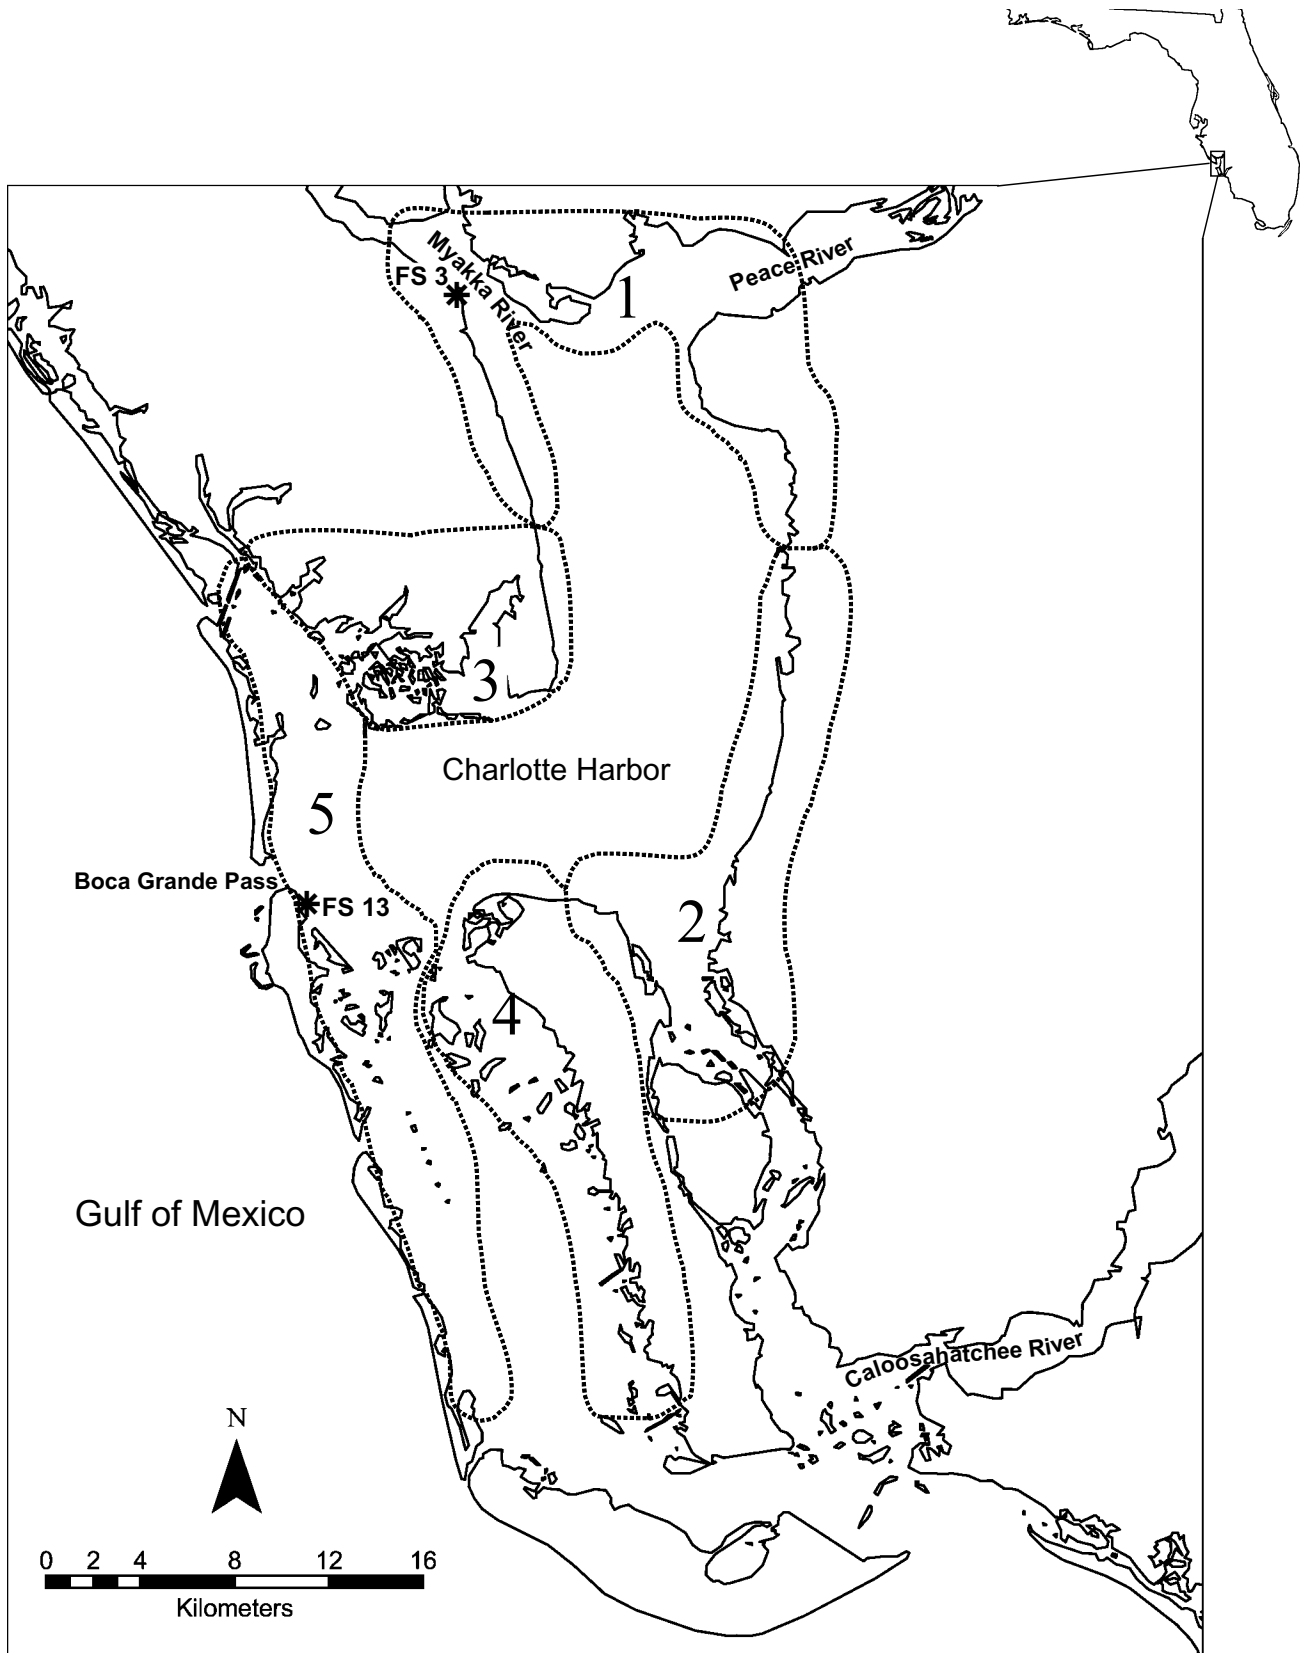 Myakka River
FS 3
Peace River
1
3
Charlotte Harbor
5
Boca Grande Pass
FS 13
2
4
Gulf of Mexico
Caloosahatchee River
N
0 2 4 8 12 16
Kilometers